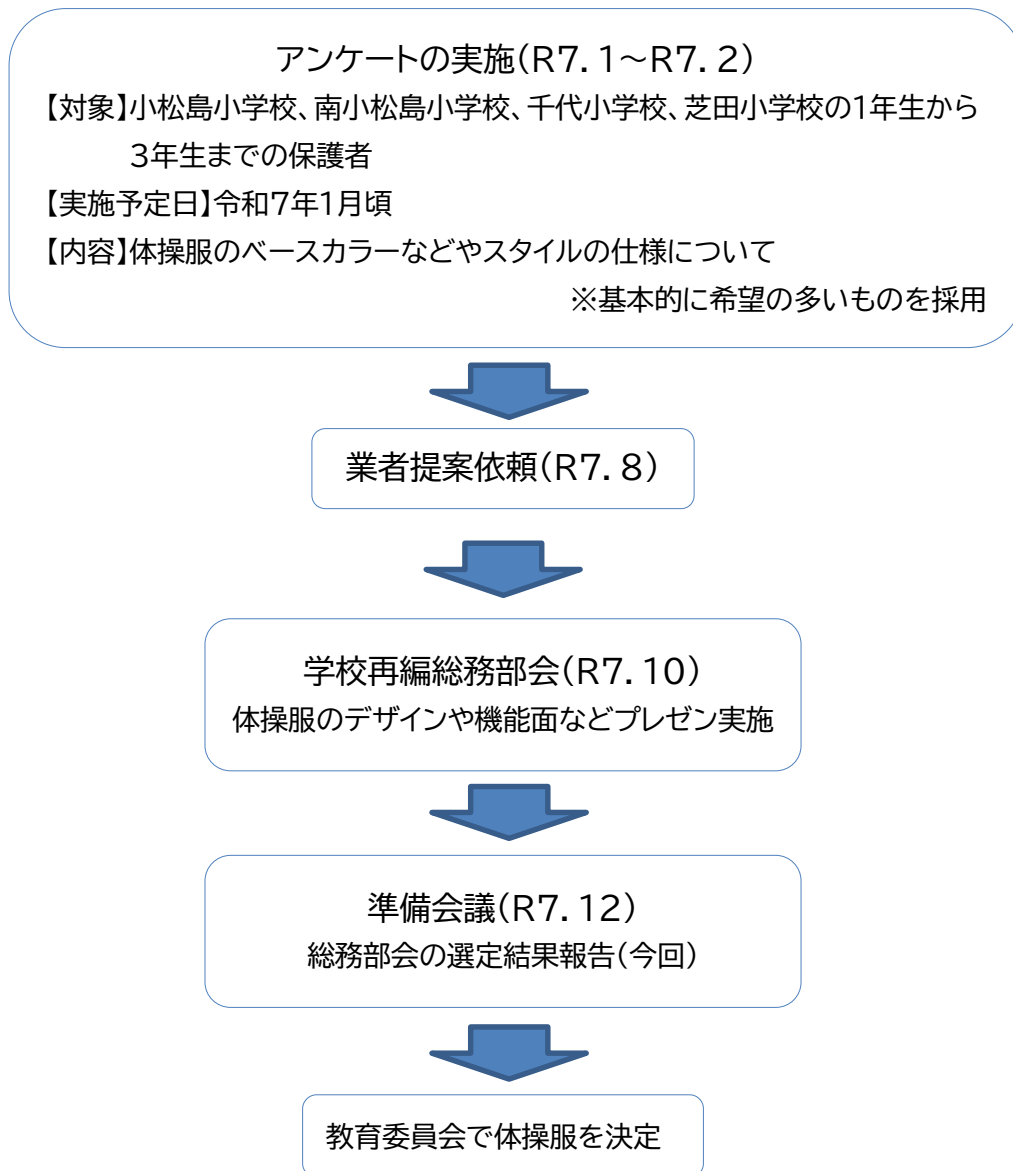 アンケートの実施(R7.1~R7.2)
【対象】小松島小学校、南小松島小学校、千代小学校、芝田小学校の1年生から
3年生までの保護者
【実施予定日】令和7年1月頃
【内容】体操服のベースカラーなどやスタイルの仕様について
※基本的に希望の多いものを採用
業者提案依頼(R7.8)
学校再編総務部会(R7.10)
体操服のデザインや機能面などプレゼン実施
準備会議(R7.12)
総務部会の選定結果報告(今回)
教育委員会で体操服を決定